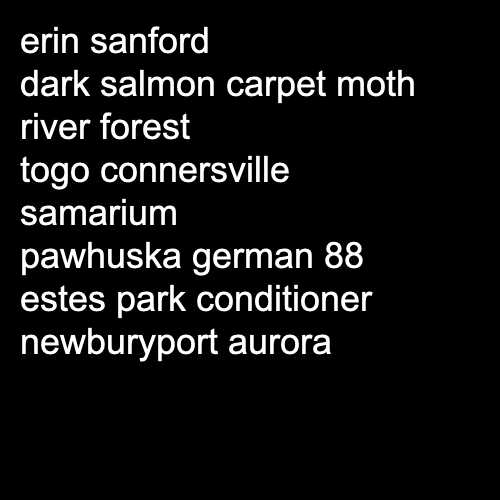 erin sanford
dark salmon carpet moth
river forest
togo connersville
samarium
pawhuska german 88
estes park conditioner
newburyport aurora